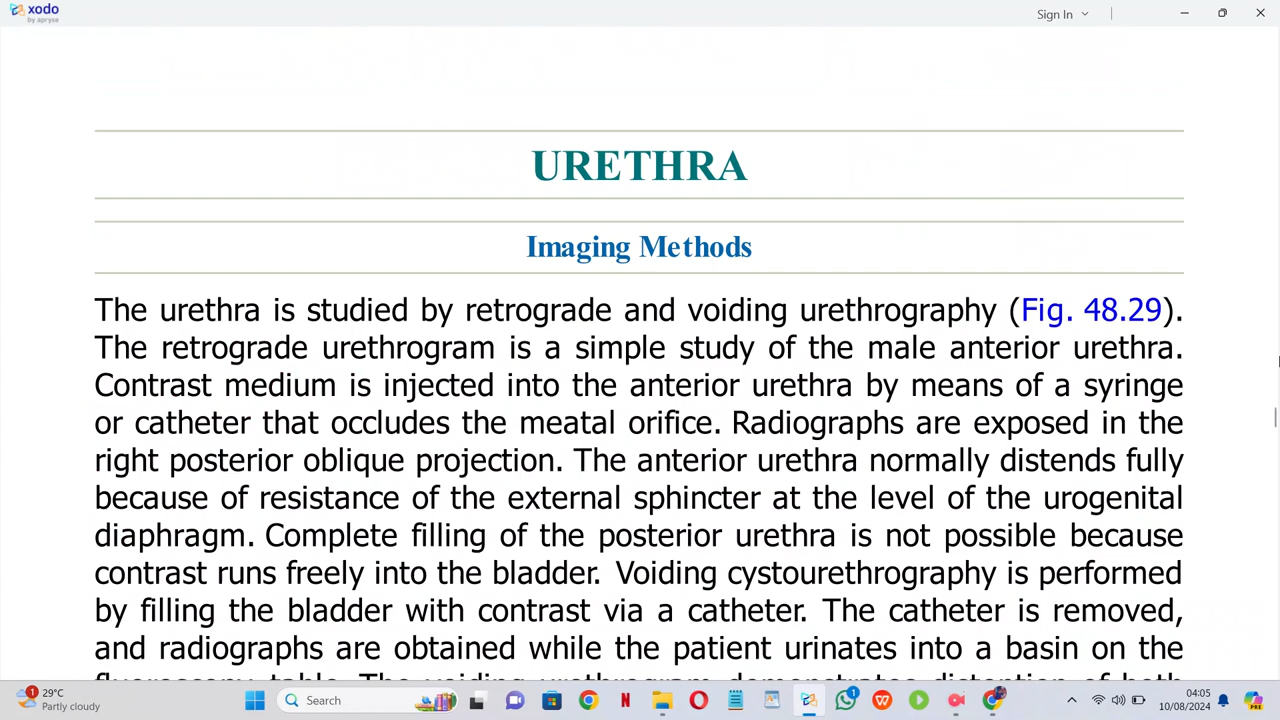 xodo
by apryse
Sign In
URETHRA
Imaging Methods
The urethra is studied by retrograde and voiding urethrography (Fig. 48.29).
The retrograde urethrogram is a simple study of the male anterior urethra.
Contrast medium is injected into the anterior urethra by means of a syringe
or catheter that occludes the meatal orifice. Radiographs are exposed in the
right posterior oblique projection. The anterior urethra normally distends fully
because of resistance of the external sphincter at the level of the urogenital
diaphragm. Complete filling of the posterior urethra is not possible because
contrast runs freely into the bladder. Voiding cystourethrography is performed
by filling the bladder with contrast via a catheter. The catheter is removed,
and radiographs are obtained while the patient urinates into a basin on the
1
29°C
Partly cloudy
Search
1
04:05
10/08/2024
PRE